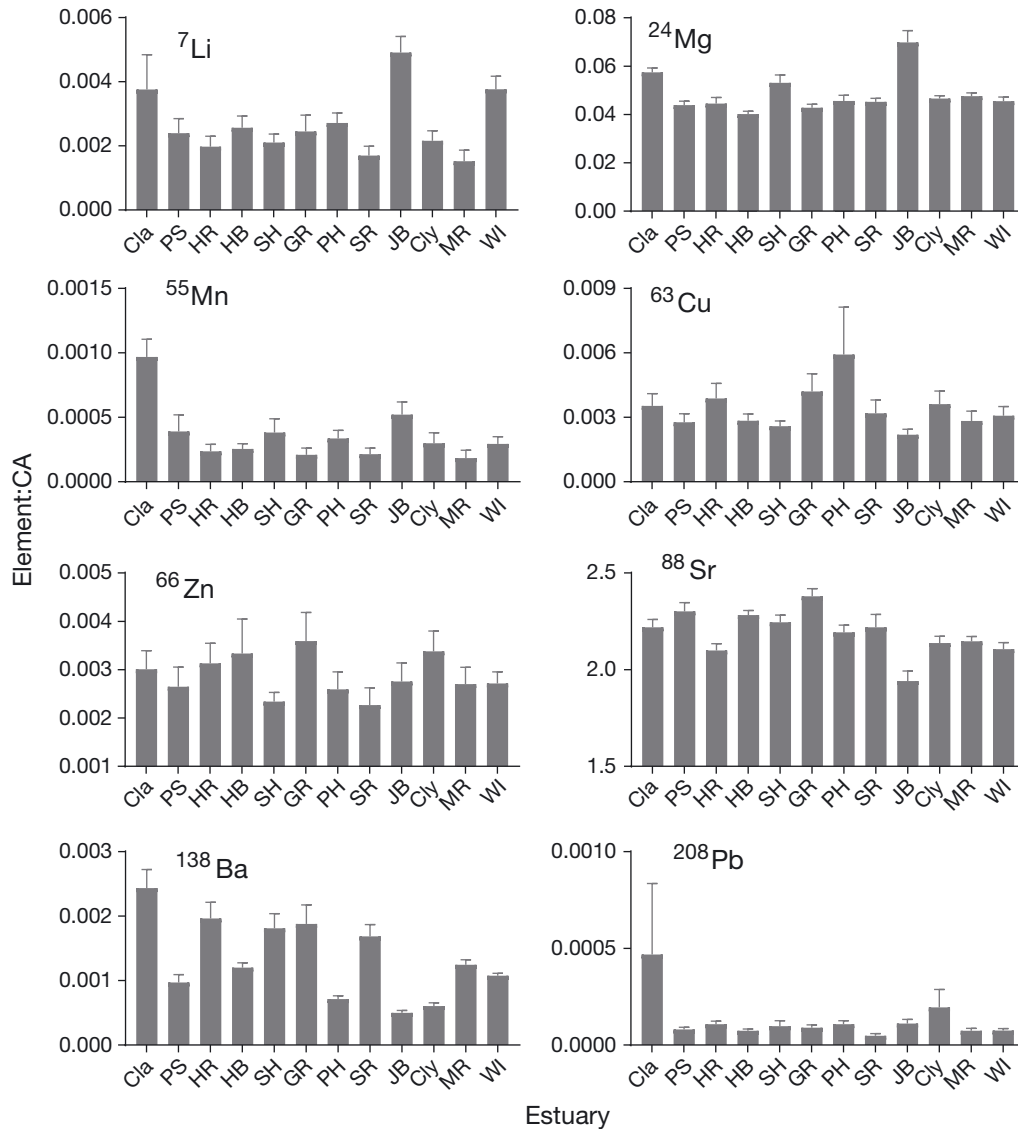 0.006
0.004
0.002
0.000
⁷Li
Cla PS HR HB SH GR PH SR JB Cly MR WI
0.08
0.06
0.04
0.02
0.00
²⁴Mg
Cla PS HR HB SH GR PH SR JB Cly MR WI
0.0015
0.0010
0.0005
0.0000
⁵⁵Mn
Cla PS HR HB SH GR PH SR JB Cly MR WI
0.009
0.006
0.003
0.000
⁶³Cu
Cla PS HR HB SH GR PH SR JB Cly MR WI
Element:CA
0.005
0.004
0.003
0.002
0.001
⁶⁶Zn
Cla PS HR HB SH GR PH SR JB Cly MR WI
2.5
2.0
1.5
⁸⁸Sr
Cla PS HR HB SH GR PH SR JB Cly MR WI
0.003
0.002
0.001
0.000
¹³⁸Ba
Cla PS HR HB SH GR PH SR JB Cly MR WI
0.0010
0.0005
0.0000
²⁰⁸Pb
Cla PS HR HB SH GR PH SR JB Cly MR WI
Estuary